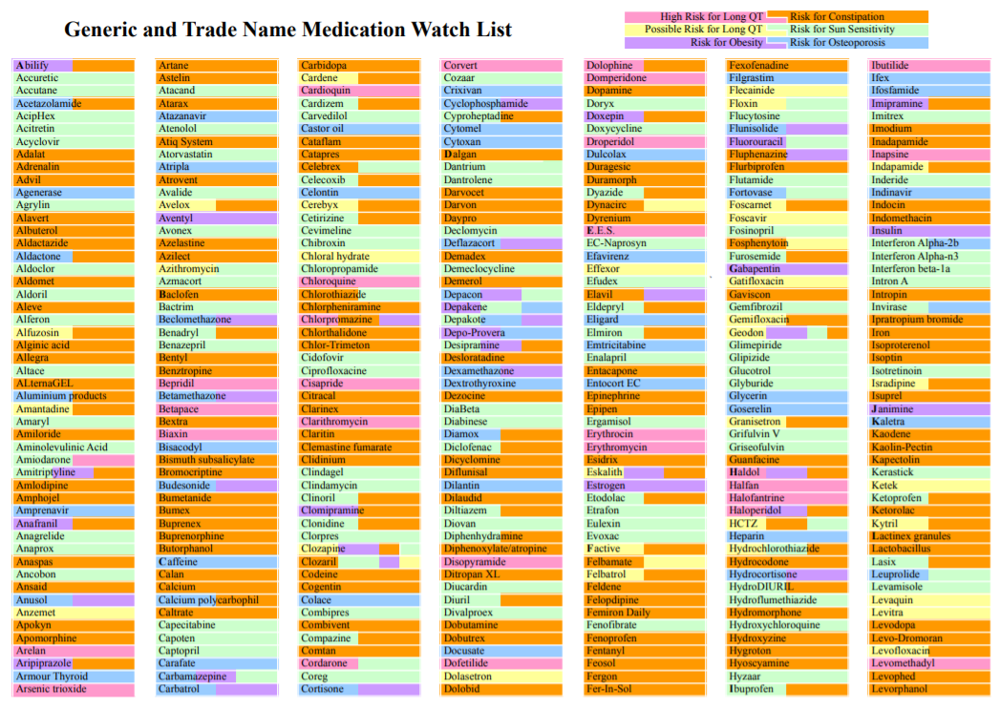 Generic and Trade Name Medication Watch List
High Risk for Long QT
Risk for Constipation
Possible Risk for Long QT
Risk for Sun Sensitivity
Risk for Obesity
Risk for Osteoporosis
Abilify
Accuretic
Accutane
Acetazolamide
AcipHex
Acitretin
Acyclovir
Adalat
Adrenalin
Advil
Agenerase
Agrylin
Alavert
Albuterol
Aldactazide
Aldactone
Aldoclor
Aldomet
Aldoril
Aleve
Alferon
Alfuzosin
Alginic acid
Allegra
Altace
ALternaGEL
Aluminium products
Amantadine
Amaryl
Amiloride
Aminolevulinic Acid
Amiodarone
Amitriptyline
Amlodipine
Amphojel
Amprenavir
Anafranil
Anagrelide
Anaprox
Anaspas
Ancobon
Ansaid
Anusol
Anzemet
Apokyn
Apomorphine
Arelan
Aripiprazole
Armour Thyroid
Arsenic trioxide
Artane
Astelin
Atacand
Atarax
Atazanavir
Atenolol
Atiq System
Atorvastatin
Atripla
Atrovent
Avalide
Avelox
Aventyl
Avonex
Azelastine
Azilect
Azithromycin
Azmacort
Baclofen
Bactrim
Beclomethazone
Benadryl
Benazepril
Bentyl
Benztropine
Bepridil
Betamethazone
Betapace
Bextra
Biaxin
Bisacodyl
Bismuth subsalicylate
Bromocriptine
Budesonide
Bumetanide
Bumex
Buprenex
Buprenorphine
Butorphanol
Caffeine
Calan
Calcium
Calcium polycarbophil
Caltrate
Capecitabine
Capoten
Captopril
Carafate
Carbamazepine
Carbatrol
Carbidopa
Cardene
Cardioquin
Cardizem
Carvedilol
Castor oil
Cataflam
Catapres
Celebrex
Celecoxib
Celontin
Cerebyx
Cetirizine
Cevimeline
Chibroxin
Chloral hydrate
Chloropropamide
Chloroquine
Chlorothiazide
Chlorpheniramine
Chlorpromazine
Chlorthalidone
Chlor-Trimeton
Cidofovir
Ciprofloxacine
Cisapride
Citracal
Clarinex
Clarithromycin
Claritin
Clemastine fumarate
Clidinium
Clindagel
Clindamycin
Clinoril
Clomipramine
Clonidine
Clorpres
Clozapine
Clozaril
Codeine
Cogentin
Colace
Combipres
Combivent
Compazine
Comtan
Cordarone
Coreg
Cortisone
Corvert
Cozaar
Crixivan
Cyclophosphamide
Cyproheptadine
Cytomel
Cytoxan
Dalgan
Dantrium
Dantrolene
Darvocet
Darvon
Daypro
Declomycin
Deflazacort
Demadex
Demeclocycline
Demerol
Depacon
Depakene
Depakote
Depo-Provera
Desipramine
Desloratadine
Dexamethazone
Dextrothyroxine
Dezocine
DiaBeta
Diabinese
Diamox
Diclofenac
Dicyclomine
Diflunisal
Dilantin
Dilaudid
Diltiazem
Diovan
Diphenhydramine
Diphenoxylate/atropine
Disopyramide
Ditropan XL
Diucardin
Diuril
Divalproex
Dobutamine
Dobutrex
Docusate
Dofetilide
Dolasetron
Dolobid
Dolophine
Domperidone
Dopamine
Doryx
Doxepin
Doxycycline
Droperidol
Dulcolax
Duragesic
Duramorph
Dyazide
Dynacirc
Dyrenium
E.E.S.
EC-Naprosyn
Efavirenz
Effexor
Efudex
Elavil
Eldepryl
Eligard
Elmiron
Emtricitabine
Enalapril
Entacapone
Entocort EC
Epinephrine
Epipen
Ergamisol
Erythrocin
Erythromycin
Esidrix
Eskalith
Estrogen
Etodolac
Etrafon
Eulexin
Evoxac
Factive
Felbamate
Felbatrol
Feldene
Felopdipine
Femiron Daily
Fenofibrate
Fenoprofen
Fentanyl
Feosol
Fergon
Fer-In-Sol
Fexofenadine
Filgrastim
Flecainide
Floxin
Flucytosine
Flunisolide
Fluorouracil
Fluphenazine
Flurbiprofen
Flutamide
Fortovase
Foscarnet
Foscavir
Fosinopril
Fosphenytoin
Furosemide
Gabapentin
Gatifloxacin
Gaviscon
Gemfibrozil
Gemifloxacin
Geodon
Glimepiride
Glipizide
Glucotrol
Glyburide
Glycerin
Goserelin
Granisetron
Grifulvin V
Griseofulvin
Guanfacine
Haldol
Halfan
Halofantrine
Haloperidol
HCTZ
Heparin
Hydrochlorothiazide
Hydrocodone
Hydrocortisone
HydroDIURIL
Hydroflumethiazide
Hydromorphone
Hydroxychloroquine
Hydroxyzine
Hygroton
Hyoscyamine
Hyzaar
Ibuprofen
Ibutilide
Ifex
Ifosfamide
Imipramine
Imitrex
Imodium
Inadapamide
Inapsine
Indapamide
Inderide
Indinavir
Indocin
Indomethacin
Insulin
Interferon Alpha-2b
Interferon Alpha-n3
Interferon beta-1a
Intron A
Intropin
Invirase
Ipratropium bromide
Iron
Isoproterenol
Isoptin
Isotretinoin
Isradipine
Isuprel
Janimine
Kaletra
Kaodene
Kaolin-Pectin
Kapectolin
Kerastick
Ketek
Ketoprofen
Ketorolac
Kytril
Lactinex granules
Lactobacillus
Lasix
Leuprolide
Levamisole
Levaquin
Levitra
Levodopa
Levo-Dromoran
Levofloxacin
Levomethadyl
Levophed
Levorphanol